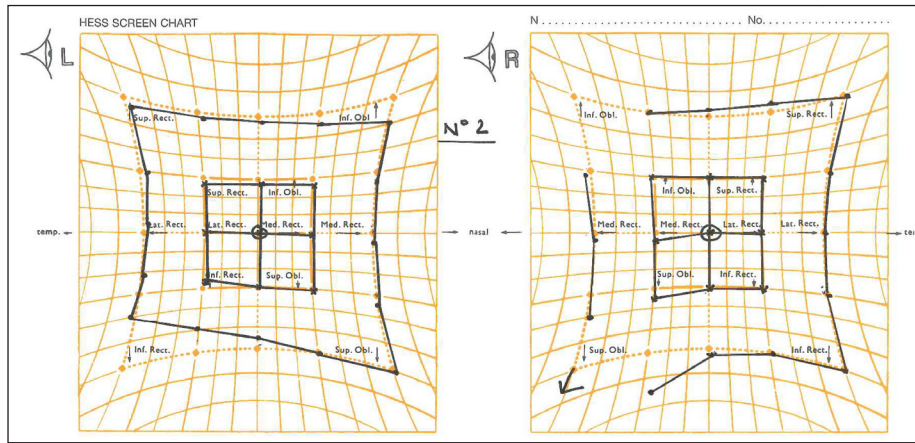 HESS SCREEN CHART
N No.
L
R
Sup. Rect. Inf. Obl.
Inf. Obl. Sup. Rect.
N° 2
Sup. Rect. Inf. Obl.
Inf. Obl. Sup. Rect.
Lat. Rect. Lat. Rect. Med. Rect. Med. Rect.
Med. Rect. Med. Rect. Lat. Rect. Lat. Rect.
temp. nasal
Inf. Rect. Sup. Obl.
Sup. Obl. Inf. Rect.
Inf. Rect. Sup. Obl.
Sup. Obl. Inf. Rect.